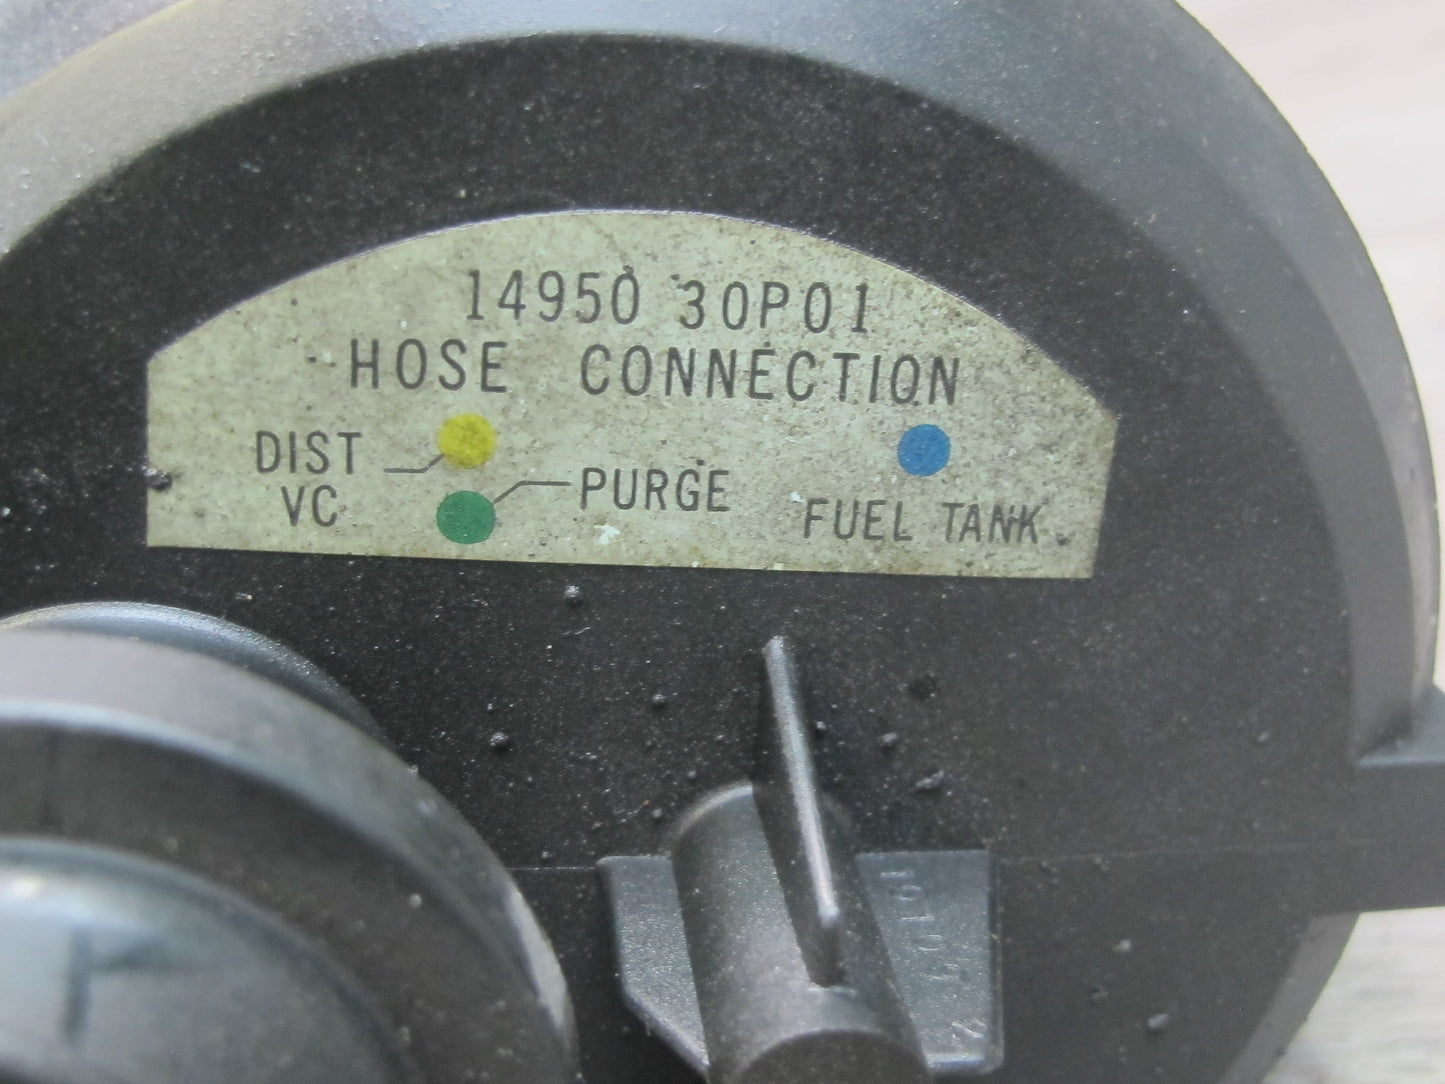 14950 30P01
HOSE CONNECTION
DIST
VC
PURGE
FUEL TANK